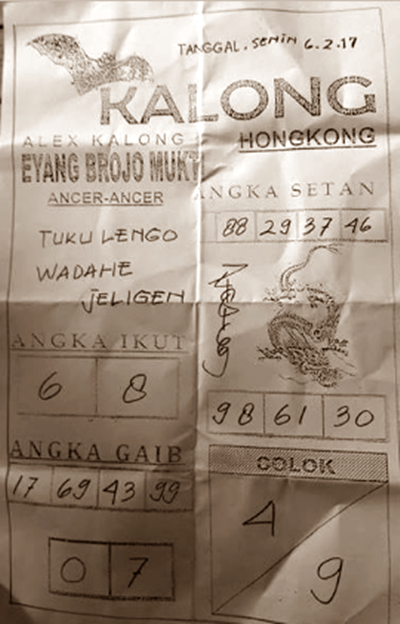 TANGGAL. SENIN 6.2.17
KALONG
ALEX KALONG
HONGKONG
EYANG BROJO MUKT
ANCER-ANCER
ANGKA SETAN
88 29 37 46
TUKU LENGO
WADAHE
JELIGEN
ANGKA IKUT
6 8
98 61 30
ANGKA GAIB
17 69 43 99
COLOK
4
9
0 7